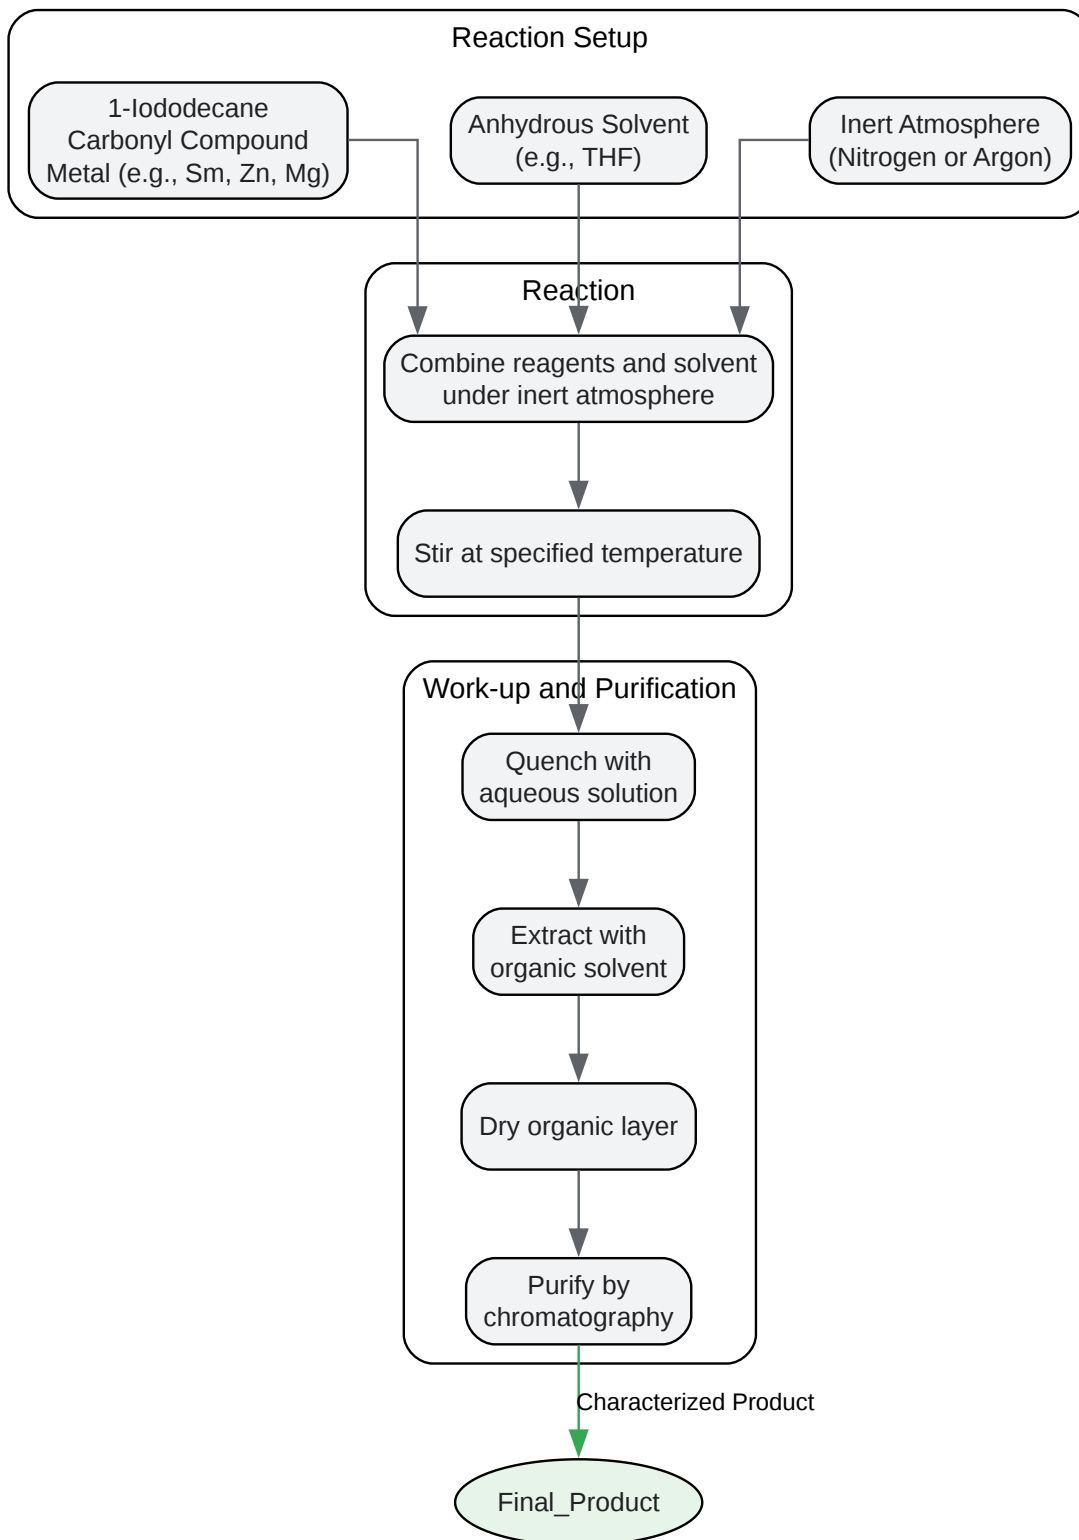 Reaction Setup
1-Iododecane
Carbonyl Compound
Metal (e.g., Sm, Zn, Mg)
Anhydrous Solvent
(e.g., THF)
Inert Atmosphere
(Nitrogen or Argon)
Reaction
Combine reagents and solvent
under inert atmosphere
Stir at specified temperature
Work-up and Purification
Quench with
aqueous solution
Extract with
organic solvent
Dry organic layer
Purify by
chromatography
Characterized Product
Final_Product